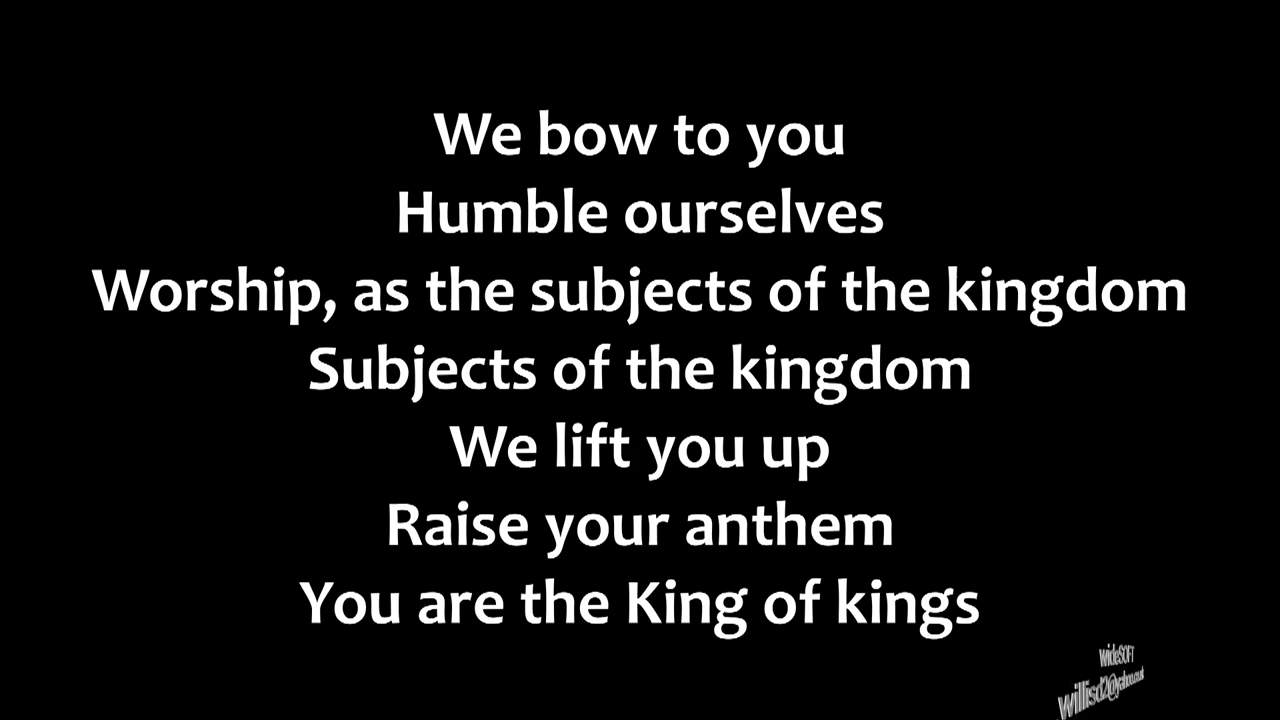 We bow to you
Humble ourselves
Worship, as the subjects of the kingdom
Subjects of the kingdom
We lift you up
Raise your anthem
You are the King of kings
wideSOFT